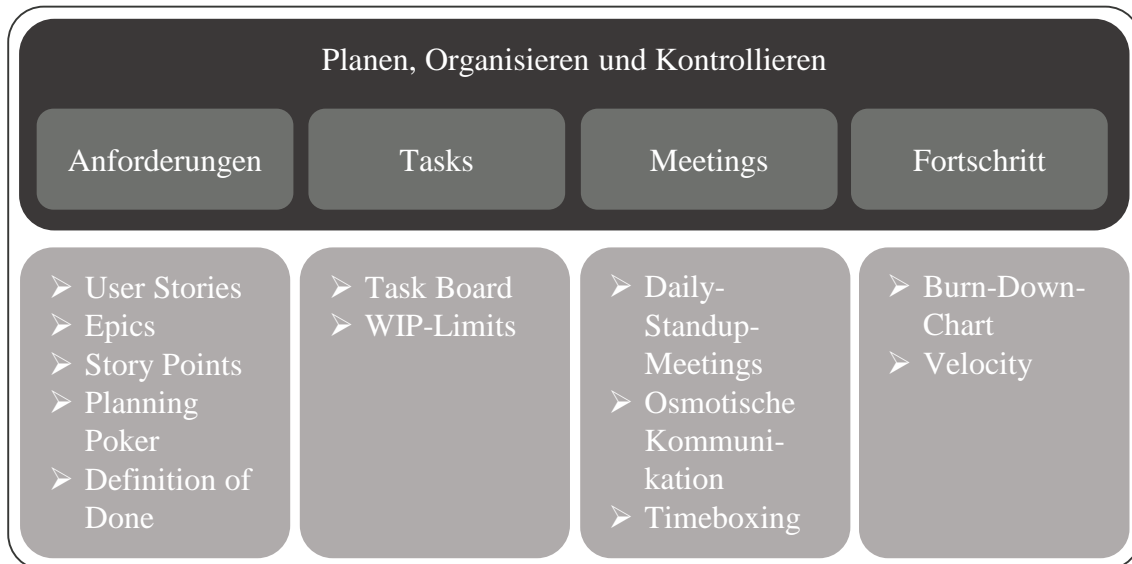 Planen, Organisieren und Kontrollieren
Anforderungen
Tasks
Meetings
Fortschritt
➢ User Stories
➢ Epics
➢ Story Points
➢ Planning
Poker
➢ Definition of
Done
➢ Task Board
➢ WIP-Limits
➢ Daily-
Standup-
Meetings
➢ Osmotische
Kommuni-
kation
➢ Timeboxing
➢ Burn-Down-
Chart
➢ Velocity